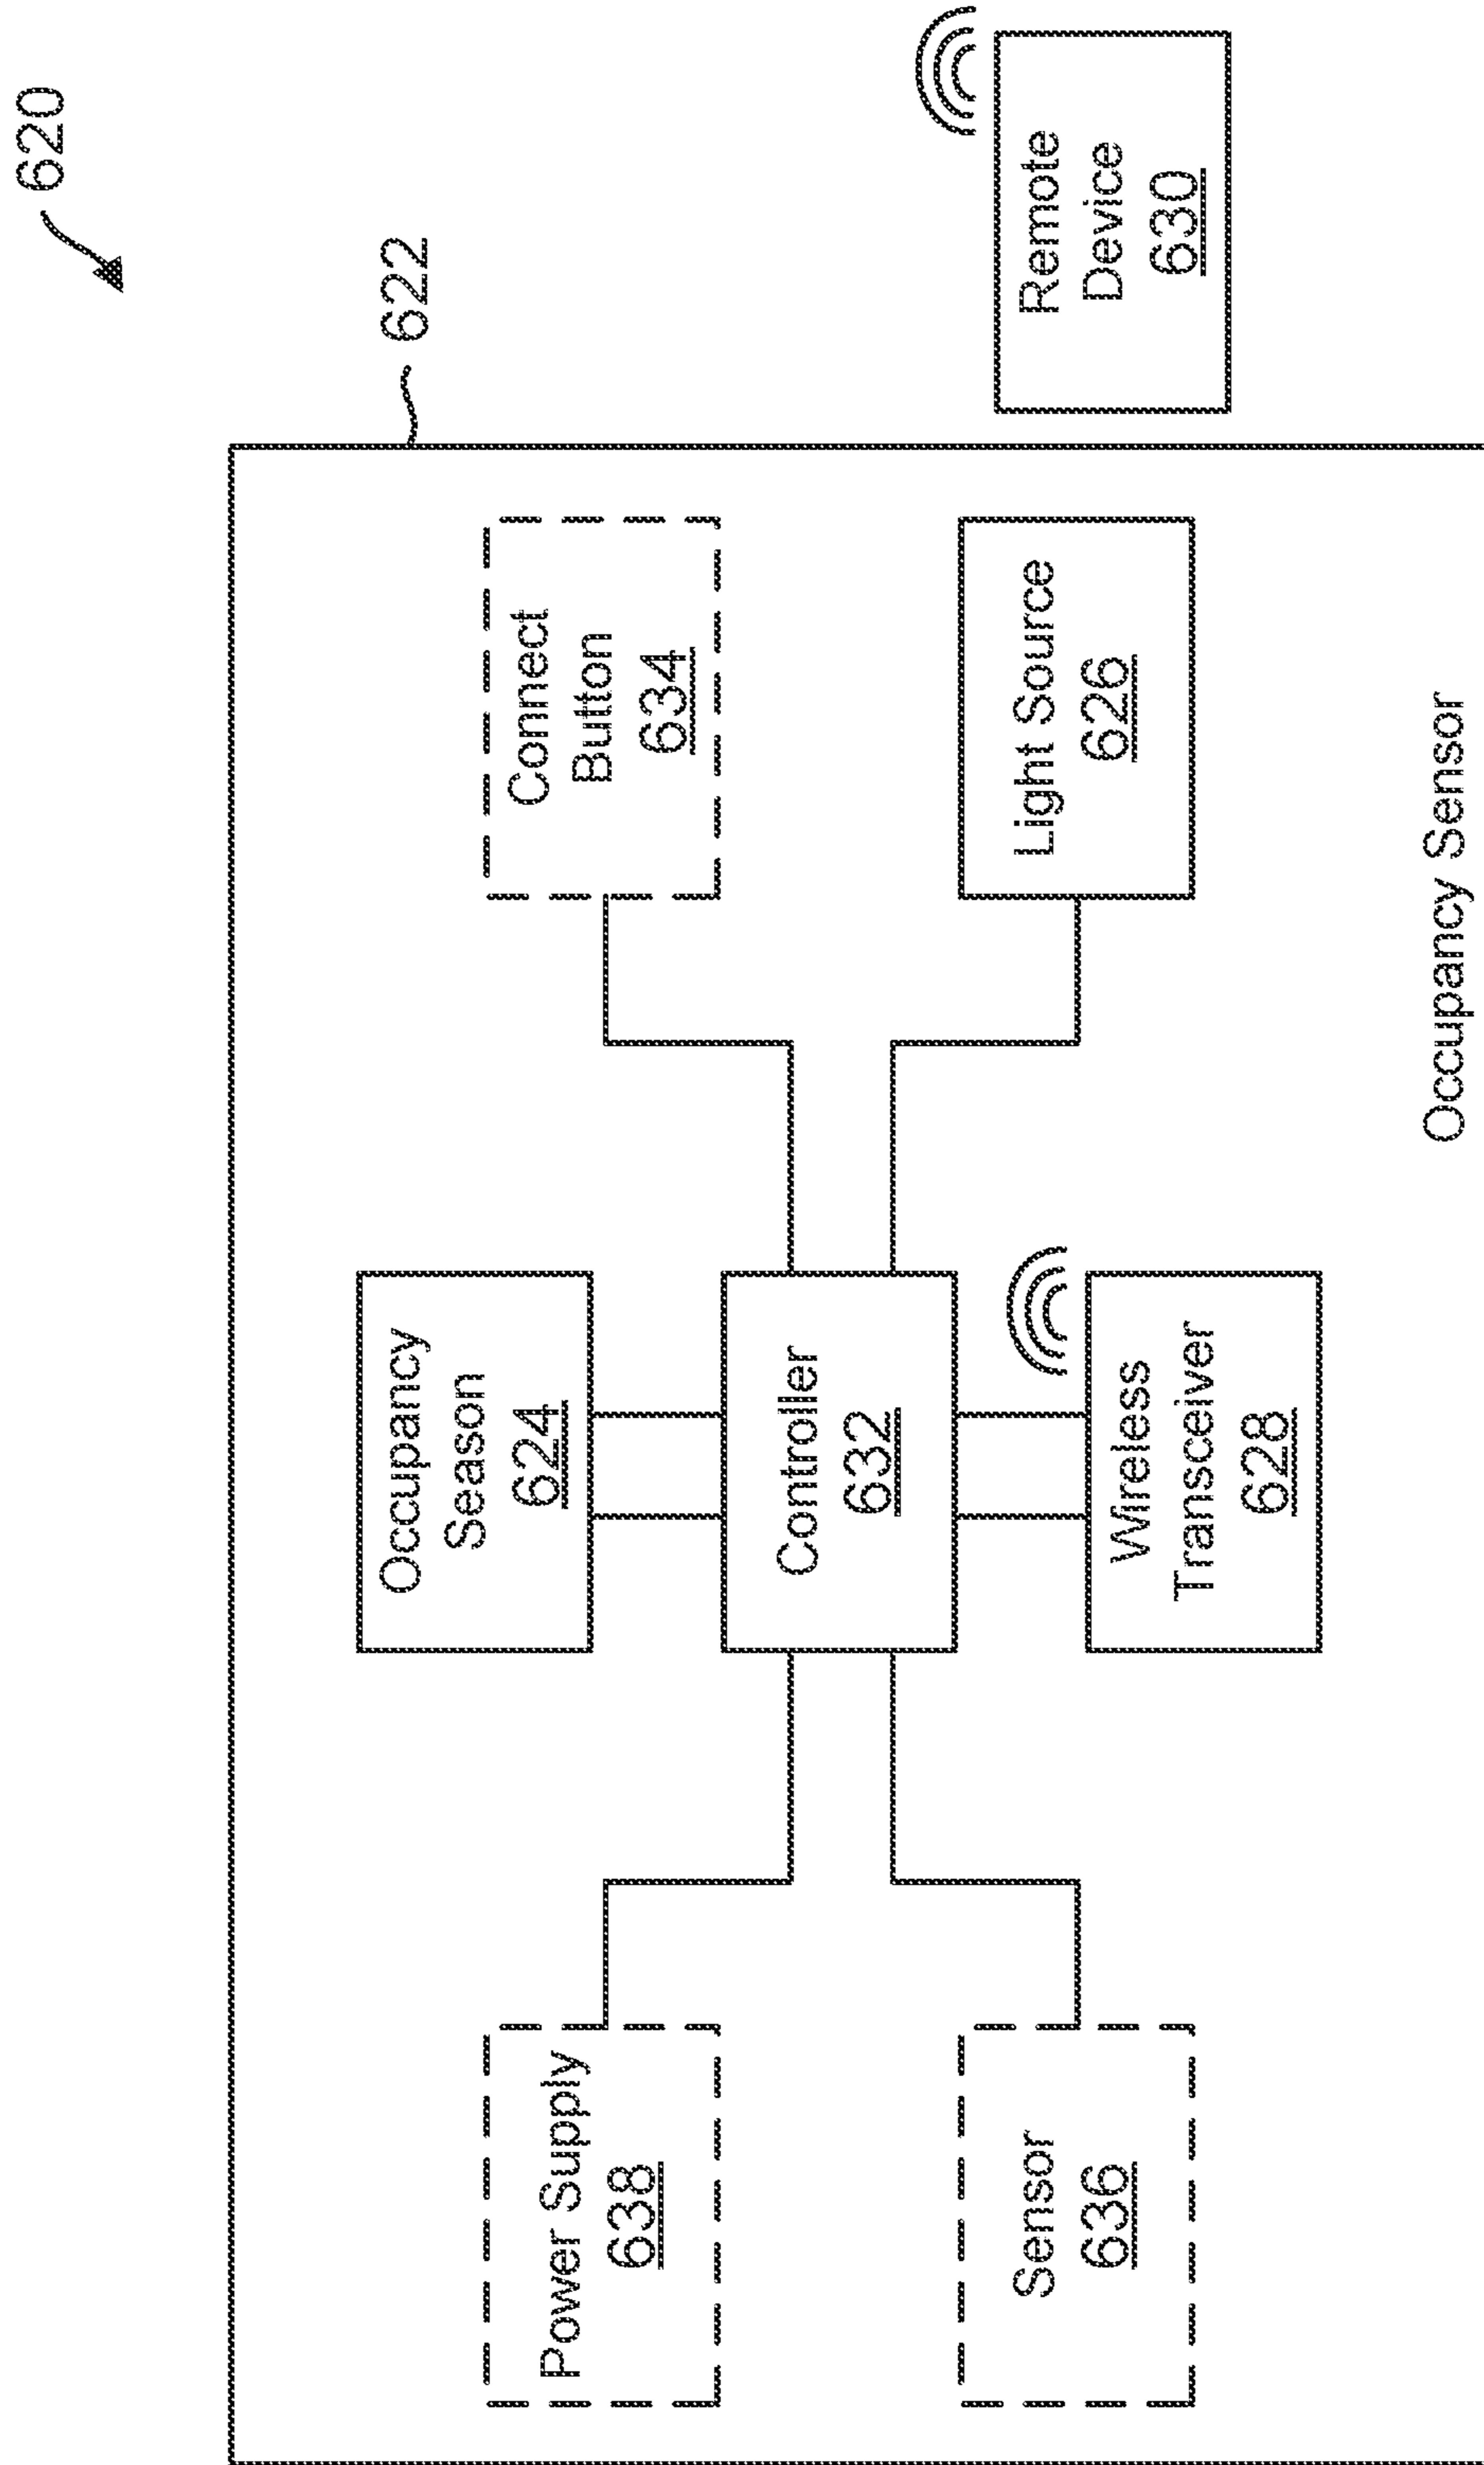 620
622
Occupancy
Season
624
Power Supply
638
Connect
Button
634
Controller
632
Sensor
636
Wireless
Transceiver
628
Light Source
626
Remote
Device
630
Occupancy Sensor